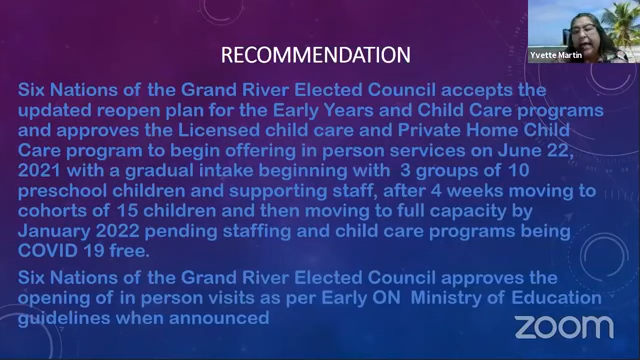 Yvette Martin
RECOMMENDATION
Six Nations of the Grand River Elected Council accepts the
updated reopen plan for the Early Years and Child Care programs
and approves the Licensed child care and Private Home Child
Care program to begin offering in person services on June 22,
2021 with a gradual intake beginning with 3 groups of 10
preschool children and supporting staff, after 4 weeks moving to
cohorts of 15 children and then moving to full capacity by
January 2022 pending staffing and child care programs being
COVID 19 free.
Six Nations of the Grand River Elected Council approves the
opening of in person visits as per Early ON Ministry of Education
guidelines when announced
zoom